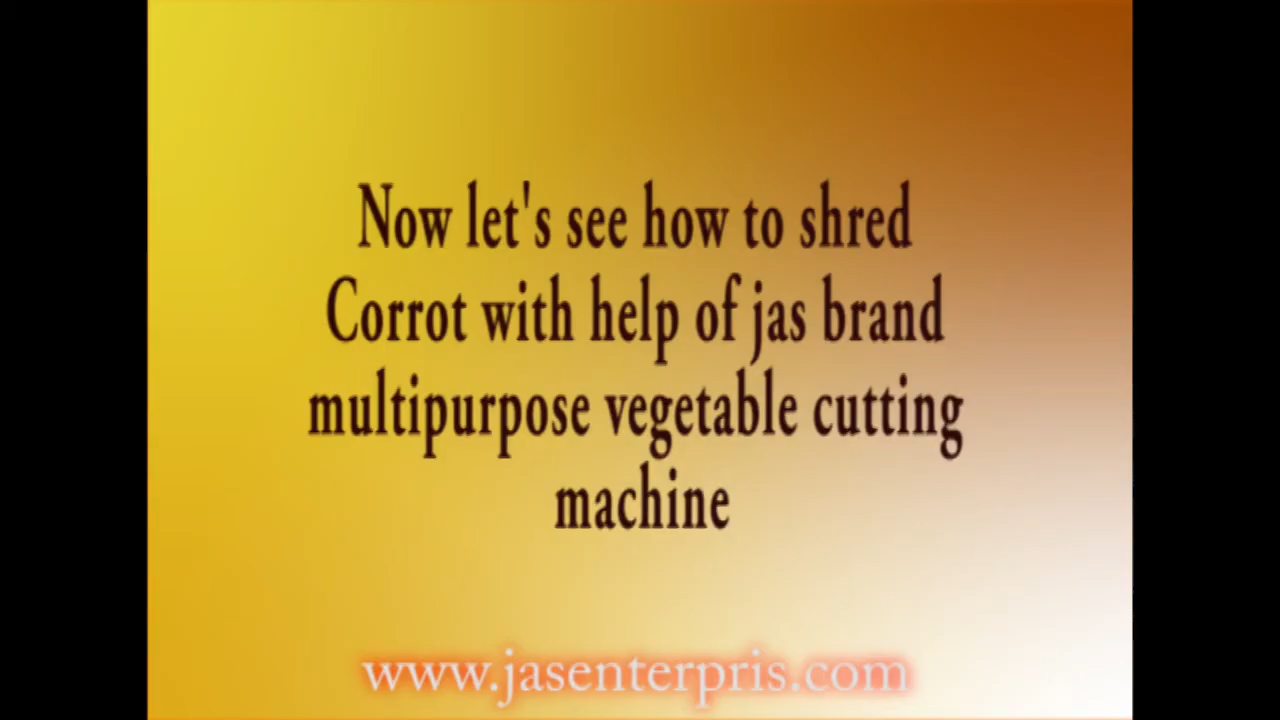 Now let's see how to shred
Corrot with help of jas brand
multipurpose vegetable cutting
machine
www.jasenterpris.com